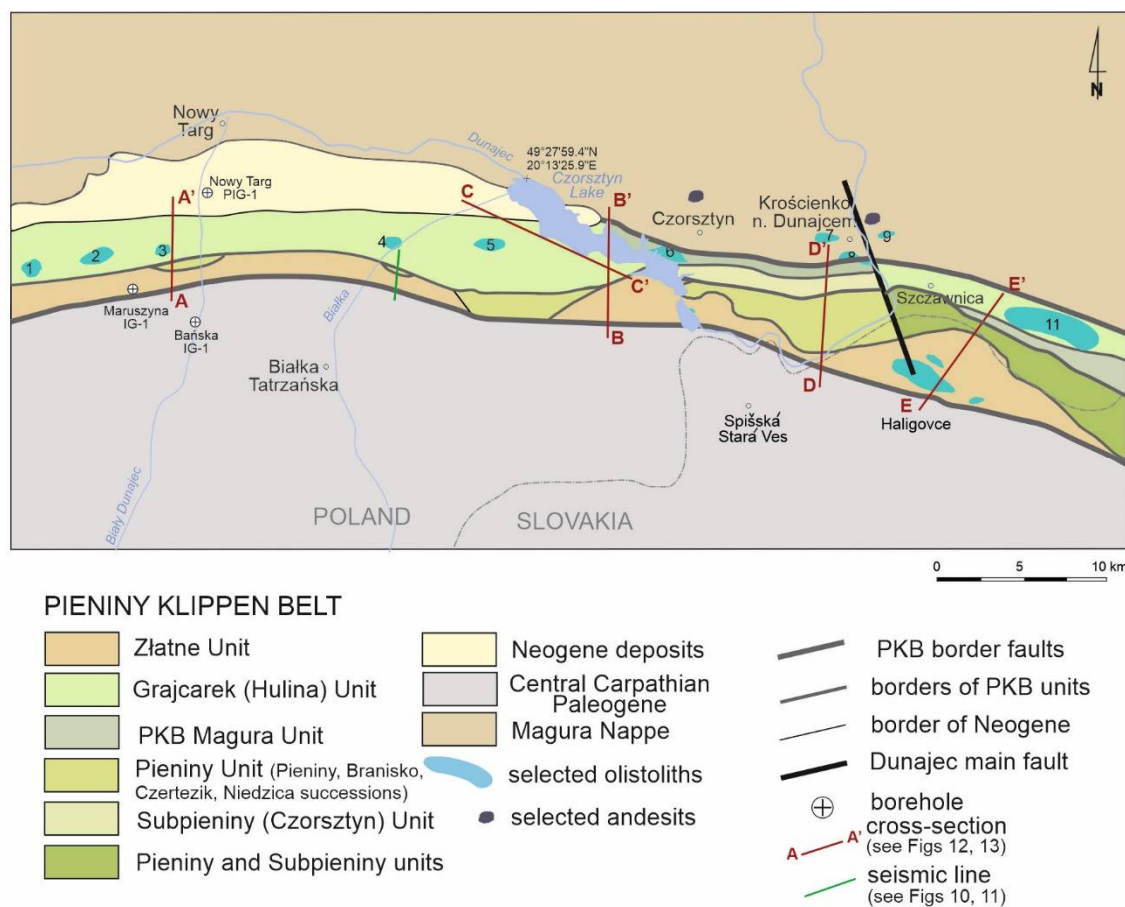 N
Nowy
Targ
Dunajec
49°27'59.4"N
20°13'25.9"E
Czorsztyn
Lake
A'
Nowy Targ
PIG-1
C
B'
Czorsztyn
Krościenko
n. Dunajcem
7
9
D'
8
1
2
3
4
5
6
C'
E'
Szczawnica
11
A
Maruszyna
IG-1
Bańska
IG-1
Białka
B
Białka
Tatrzańska
D
E
Haligovce
Spišská
Stará Ves
Biały Dunajec
POLAND
SLOVAKIA
0 5 10 km
PIENINY KLIPPEN BELT
Złatne Unit
Grajcarek (Hulina) Unit
PKB Magura Unit
Pieniny Unit (Pieniny, Branisko,
Czertezik, Niedzica successions)
Subpieniny (Czorsztyn) Unit
Pieniny and Subpieniny units
Neogene deposits
Central Carpathian
Paleogene
Magura Nappe
selected olistoliths
selected andesits
PKB border faults
borders of PKB units
border of Neogene
Dunajec main fault
borehole
A A' cross-section
(see Figs 12, 13)
seismic line
(see Figs 10, 11)